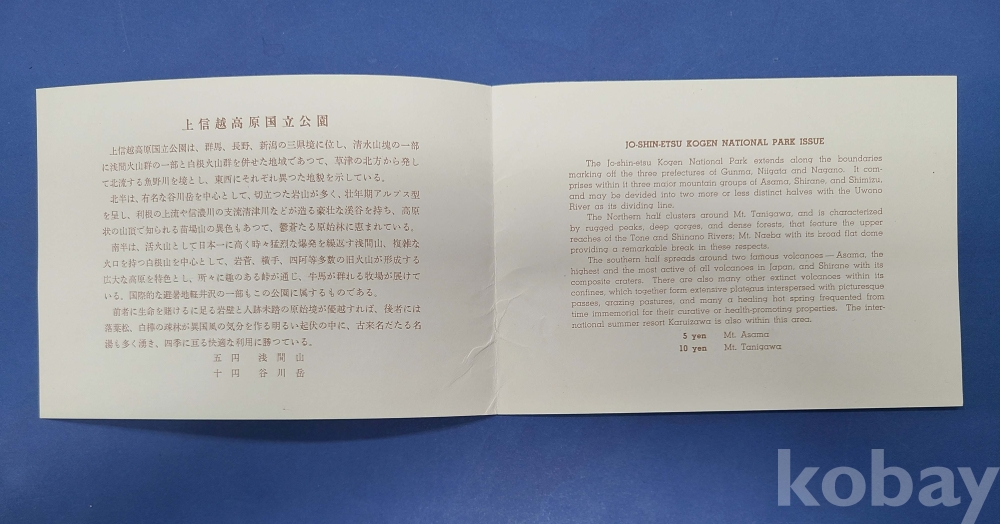 上信越高原国立公園
上信越高原国立公園は、群馬、長野、新潟の三県境に位し、清水山塊の一部
に浅間火山群の一部と白根火山群を併せた地域であつて、草津の北方から発し
て北流する魚野川を境とし、東西にそれぞれ異つた地貌を示している。
北半は、有名な谷川岳を中心として、切立つた岩山が多く、壮年期アルプス型
を呈し、利根の上流や信濃川の支流清津川などが造る豪壮な渓谷を持ち、高原
状の山頂で知られる苗場山の異色もあつて、鬱蒼たる原始林に恵まれている。
南半は、活火山として日本一に高く時々猛烈な爆発を繰返す浅間山、複雑な
火口を持つ白根山を中心として、岩菅、横手、四阿等多数の旧火山の形成する
広大な高原を特色とし、所々に趣のある峠が通じ、牛馬が群れる牧場が展けて
いる。国際的な避暑地軽井沢の一部もこの公園に属するものである。
前者に生命を賭けるに足る岩壁と人跡未踏の原始境が優越すれば、後者には
落葉松、白樺の疎林が異国風の気分を作る明るい起伏の中に、古来名だたる名
湯も多く湧き、四季に亘る快適な利用に勝つている。
五円 浅間山
十円 谷川岳
JO-SHIN-ETSU KOGEN NATIONAL PARK ISSUE
The Jo-shin-etsu Kogen National Park extends along the boundaries
marking off the three prefectures of Gunma, Niigata and Nagano. It com-
prises within it three major mountain groups of Asama, Shirane, and Shimizu,
and may be devided into two more or less distinct halves with the Uwono
River as its dividing line.
The Northern half clusters around Mt. Tanigawa, and is characterized
by rugged peaks, deep gorges, and dense forests, that feature the upper
reaches of the Tone and Shinano Rivers; Mt. Naeba with its broad flat dome
providing a remarkable break in these respects.
The southern half spreads around two famous volcanoes—Asama, the
highest and the most active of all volcanoes in Japan, and Shirane with its
composite craters. There are also many other extinct volcanoes within its
confines, which together form extensive plateaus interspersed with picturesque
passes, grazing pastures, and many a healing hot spring frequented from
time immemorial for their curative or health-promoting properties. The inter-
national summer resort Karuizawa is also within this area.
5 yen Mt. Asama
10 yen Mt. Tanigawa
kobay